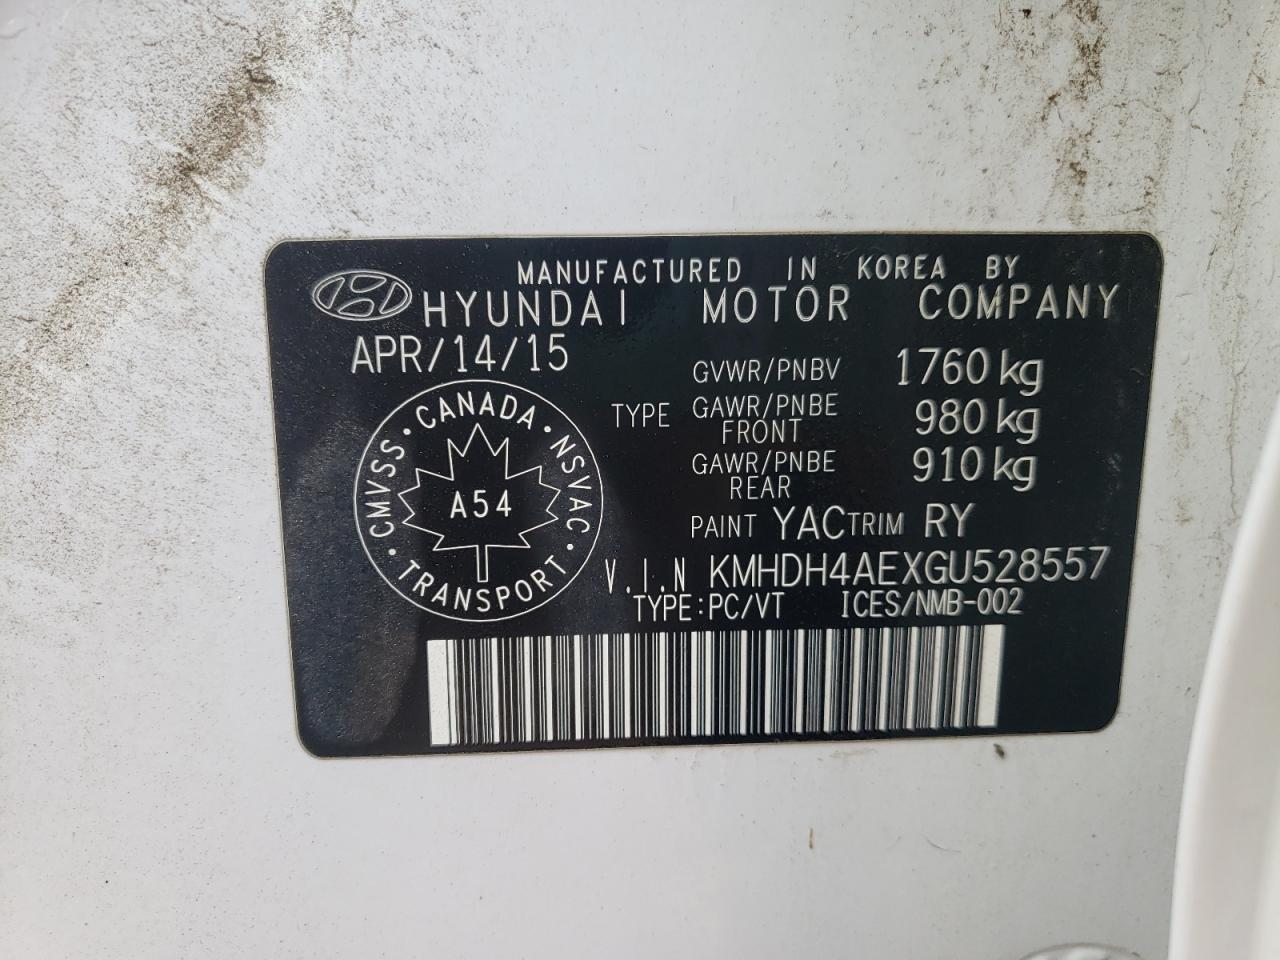 MANUFACTURED IN KOREA BY
HYUNDAI MOTOR COMPANY
APR/14/15
GVWR/PNBV 1760 kg
TYPE GAWR/PNBE FRONT 980 kg
GAWR/PNBE REAR 910 kg
PAINT YAC TRIM RY
V.I.N KMHDH4AEXGU528557
TYPE:PC/VT ICES/NMB-002
CMVSS · CANADA · NSVAC · TRANSPORT ·
A54